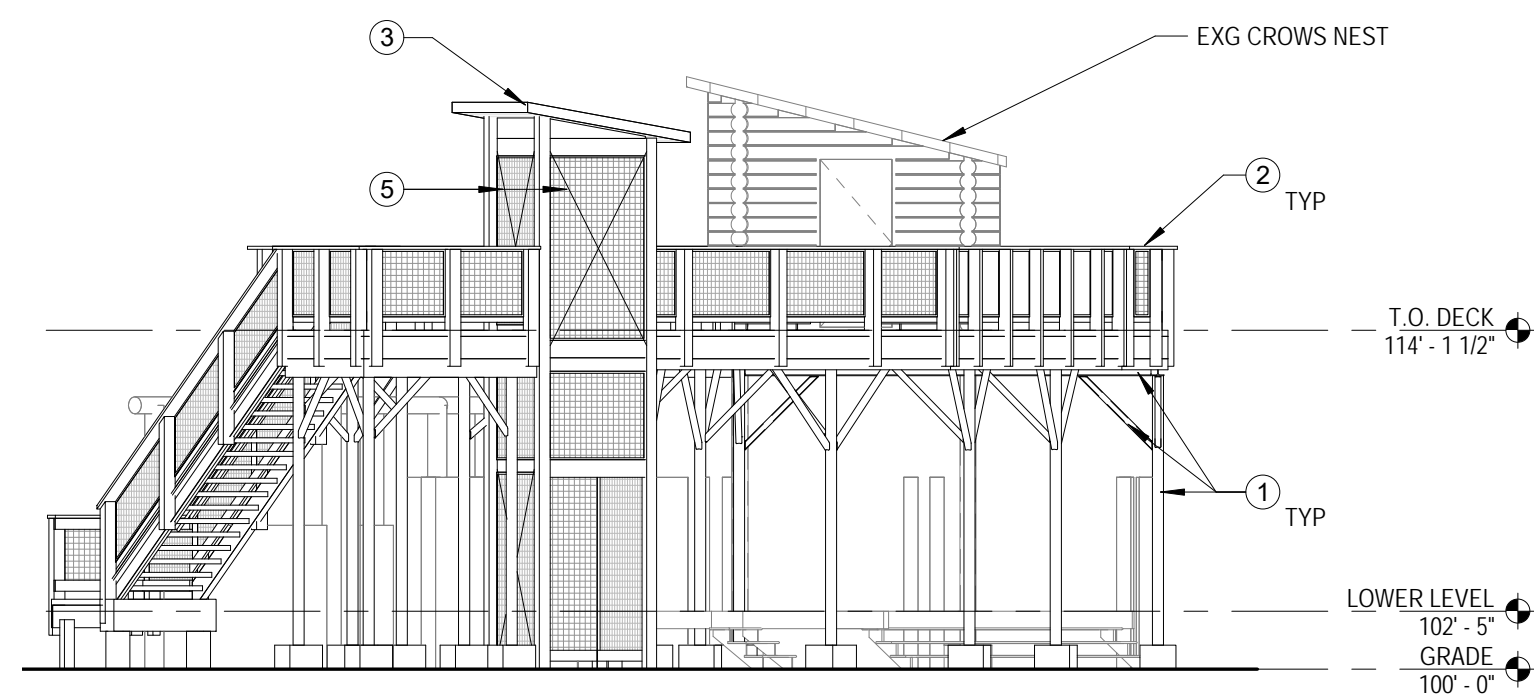 3
EXG CROWS NEST
5
2
TYP
T.O. DECK
114' - 1 1/2"
1
TYP
LOWER LEVEL
102' - 5"
GRADE
100' - 0"